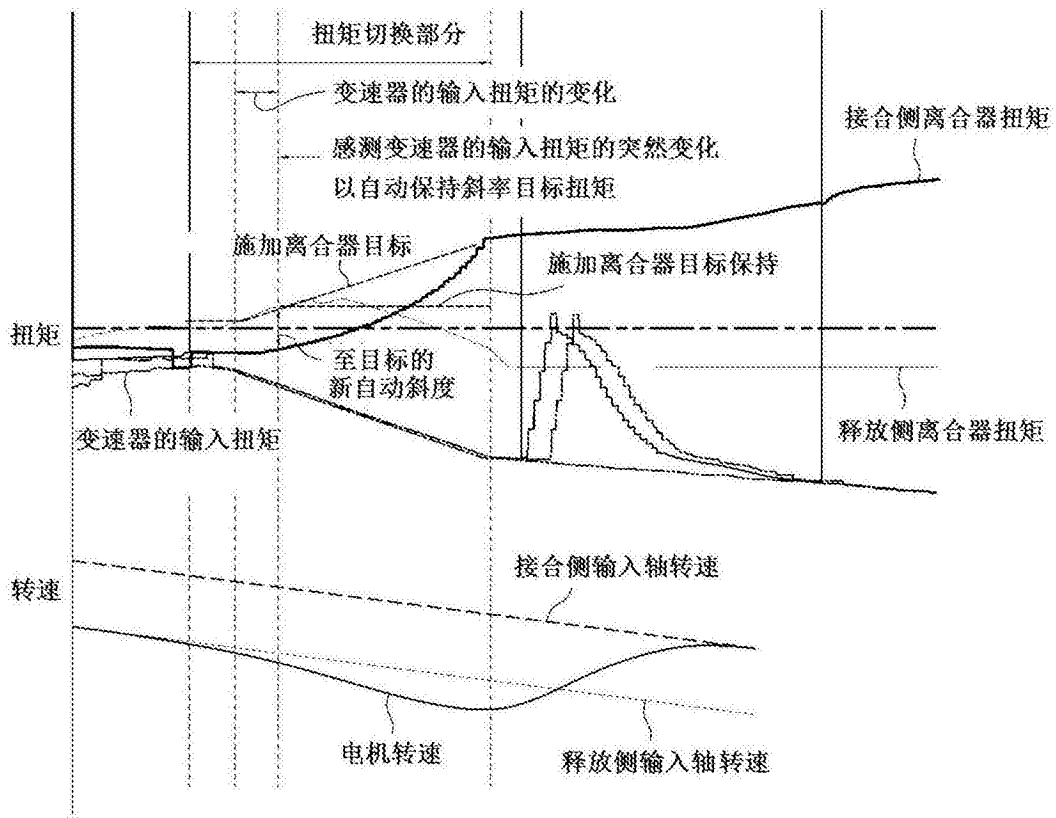 扭矩切换部分
变速器的输入扭矩的变化
接合侧离合器扭矩
感测变速器的输入扭矩的突然变化
以自动保持斜率目标扭矩
施加离合器目标
施加离合器目标保持
扭矩
至目标的
新自动斜度
变速器的输入扭矩
释放侧离合器扭矩
转速
接合侧输入轴转速
电机转速
释放侧输入轴转速